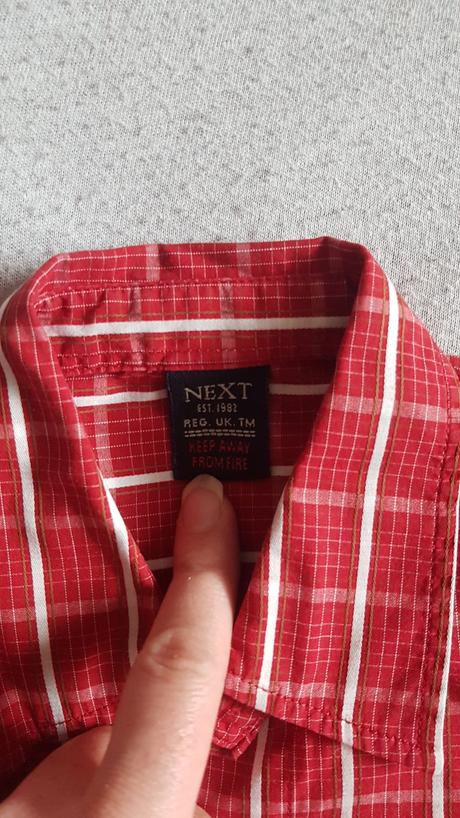 NEXT
EST. 1982
REG. UK. TM
KEEP AWAY
FROM FIRE